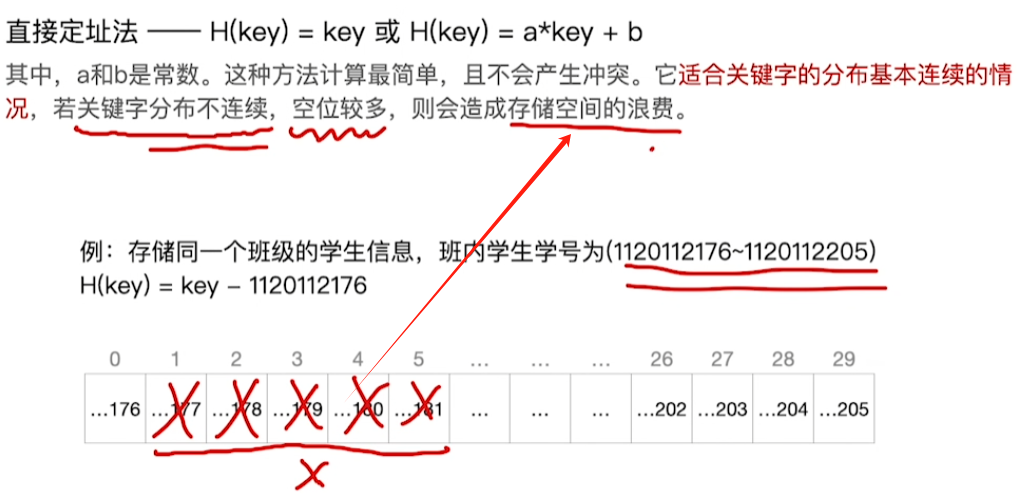 直接定址法 —— H(key) = key 或 H(key) = a*key + b
其中，a和b是常数。这种方法计算最简单，且不会产生冲突。它适合关键字的分布基本连续的情
况，若关键字分布不连续，空位较多，则会造成存储空间的浪费。
例：存储同一个班级的学生信息，班内学生学号为(1120112176~1120112205)
H(key) = key − 1120112176
0 1 2 3 4 5 ... ... ... 26 27 28 29
...176 ...177 ...178 ...179 ...180 ...181 ... ... ... ...202 ...203 ...204 ...205